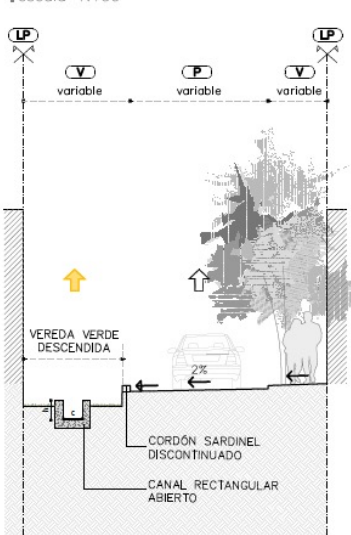 LP LP
V P V
variable variable variable
VEREDA VERDE
DESCENDIDA
2%
h
c
CORDÓN SARDINEL
DISCONTINUADO
CANAL RECTANGULAR
ABIERTO